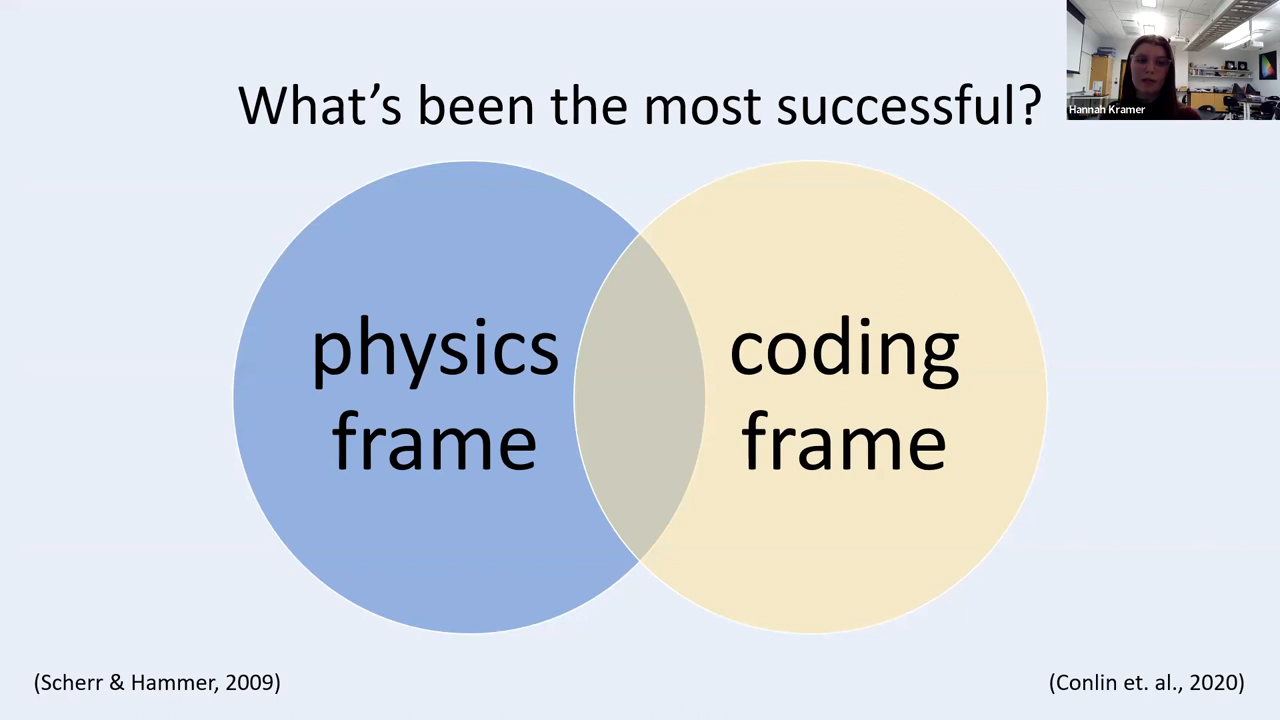 What's been the most successful?
Hannah Kramer
physics
frame
coding
frame
(Scherr & Hammer, 2009)
(Conlin et. al., 2020)